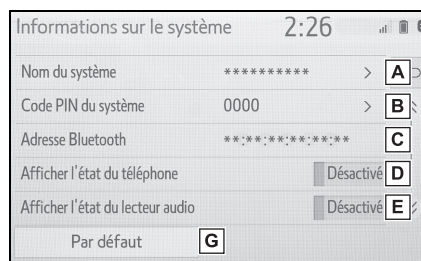 Informations sur le système 2:26
Nom du système ********** > A
Code PIN du système 0000 > B
Adresse Bluetooth **:**:**:**:**:** C
Afficher l'état du téléphone Désactivé D
Afficher l'état du lecteur audio Désactivé E
Par défaut G